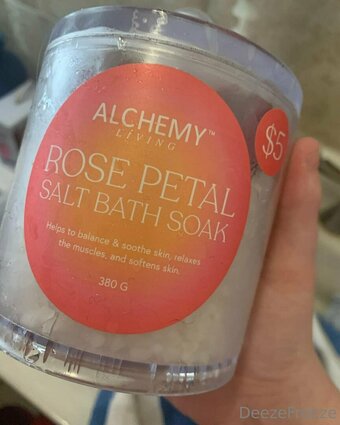 ALCHEMY™
LIVING
$5
ROSE PETAL
SALT BATH SOAK
Helps to balance & soothe skin, relaxes
the muscles, and softens skin.
380 G
DeezeFreeze